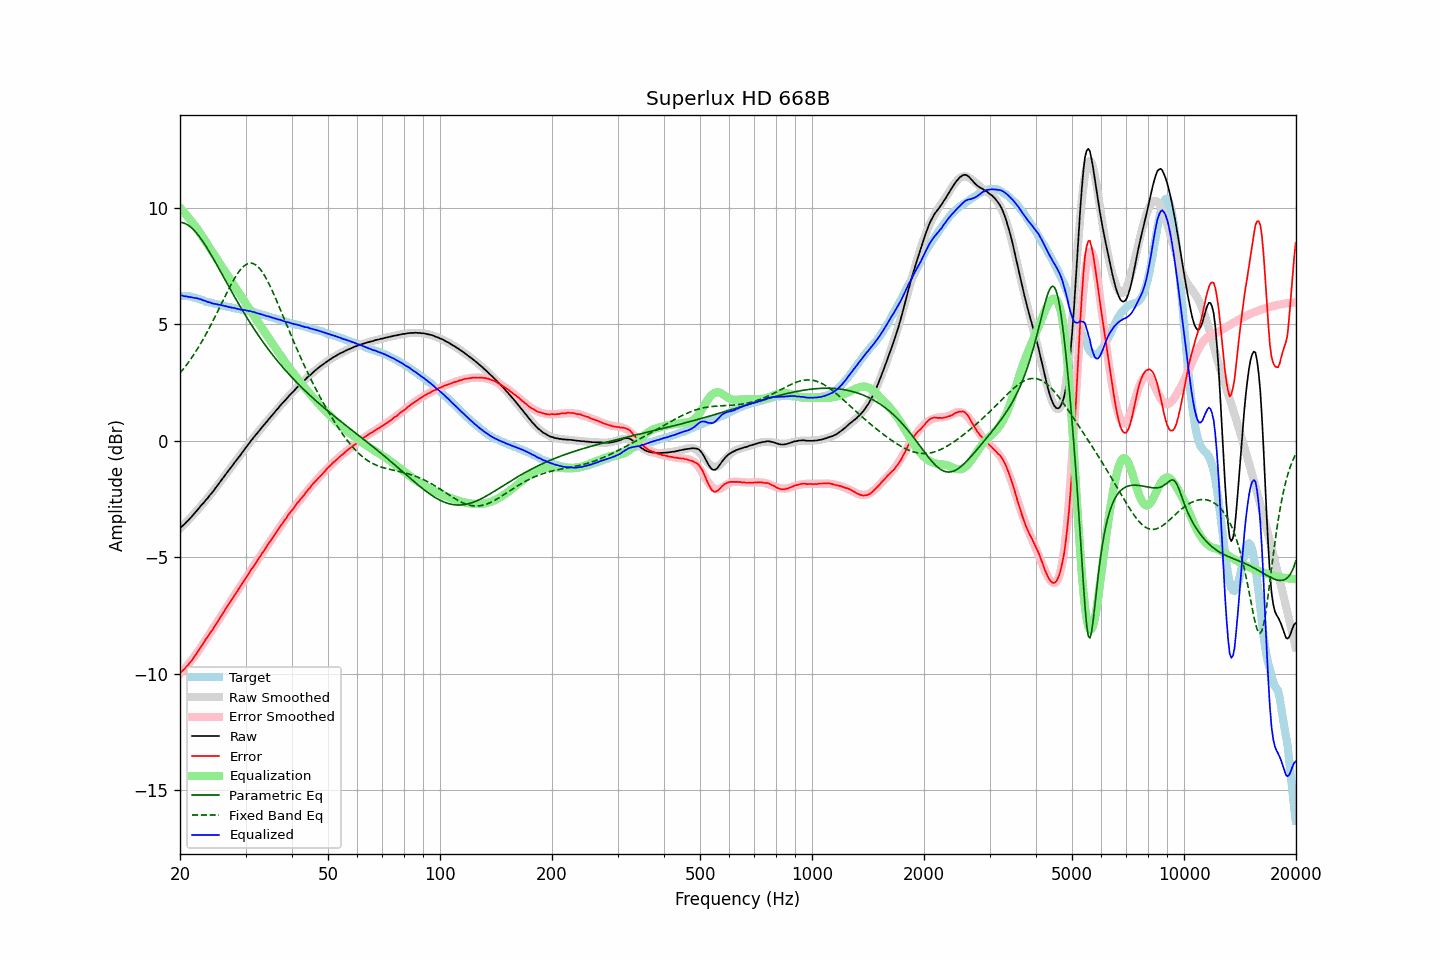 Superlux HD 668B
Amplitude (dBr)
10
5
0
−5
−10
−15
Target
Raw Smoothed
Error Smoothed
Raw
Error
Equalization
Parametric Eq
Fixed Band Eq
Equalized
20 50 100 200 500 1000 2000 5000 10000 20000
Frequency (Hz)